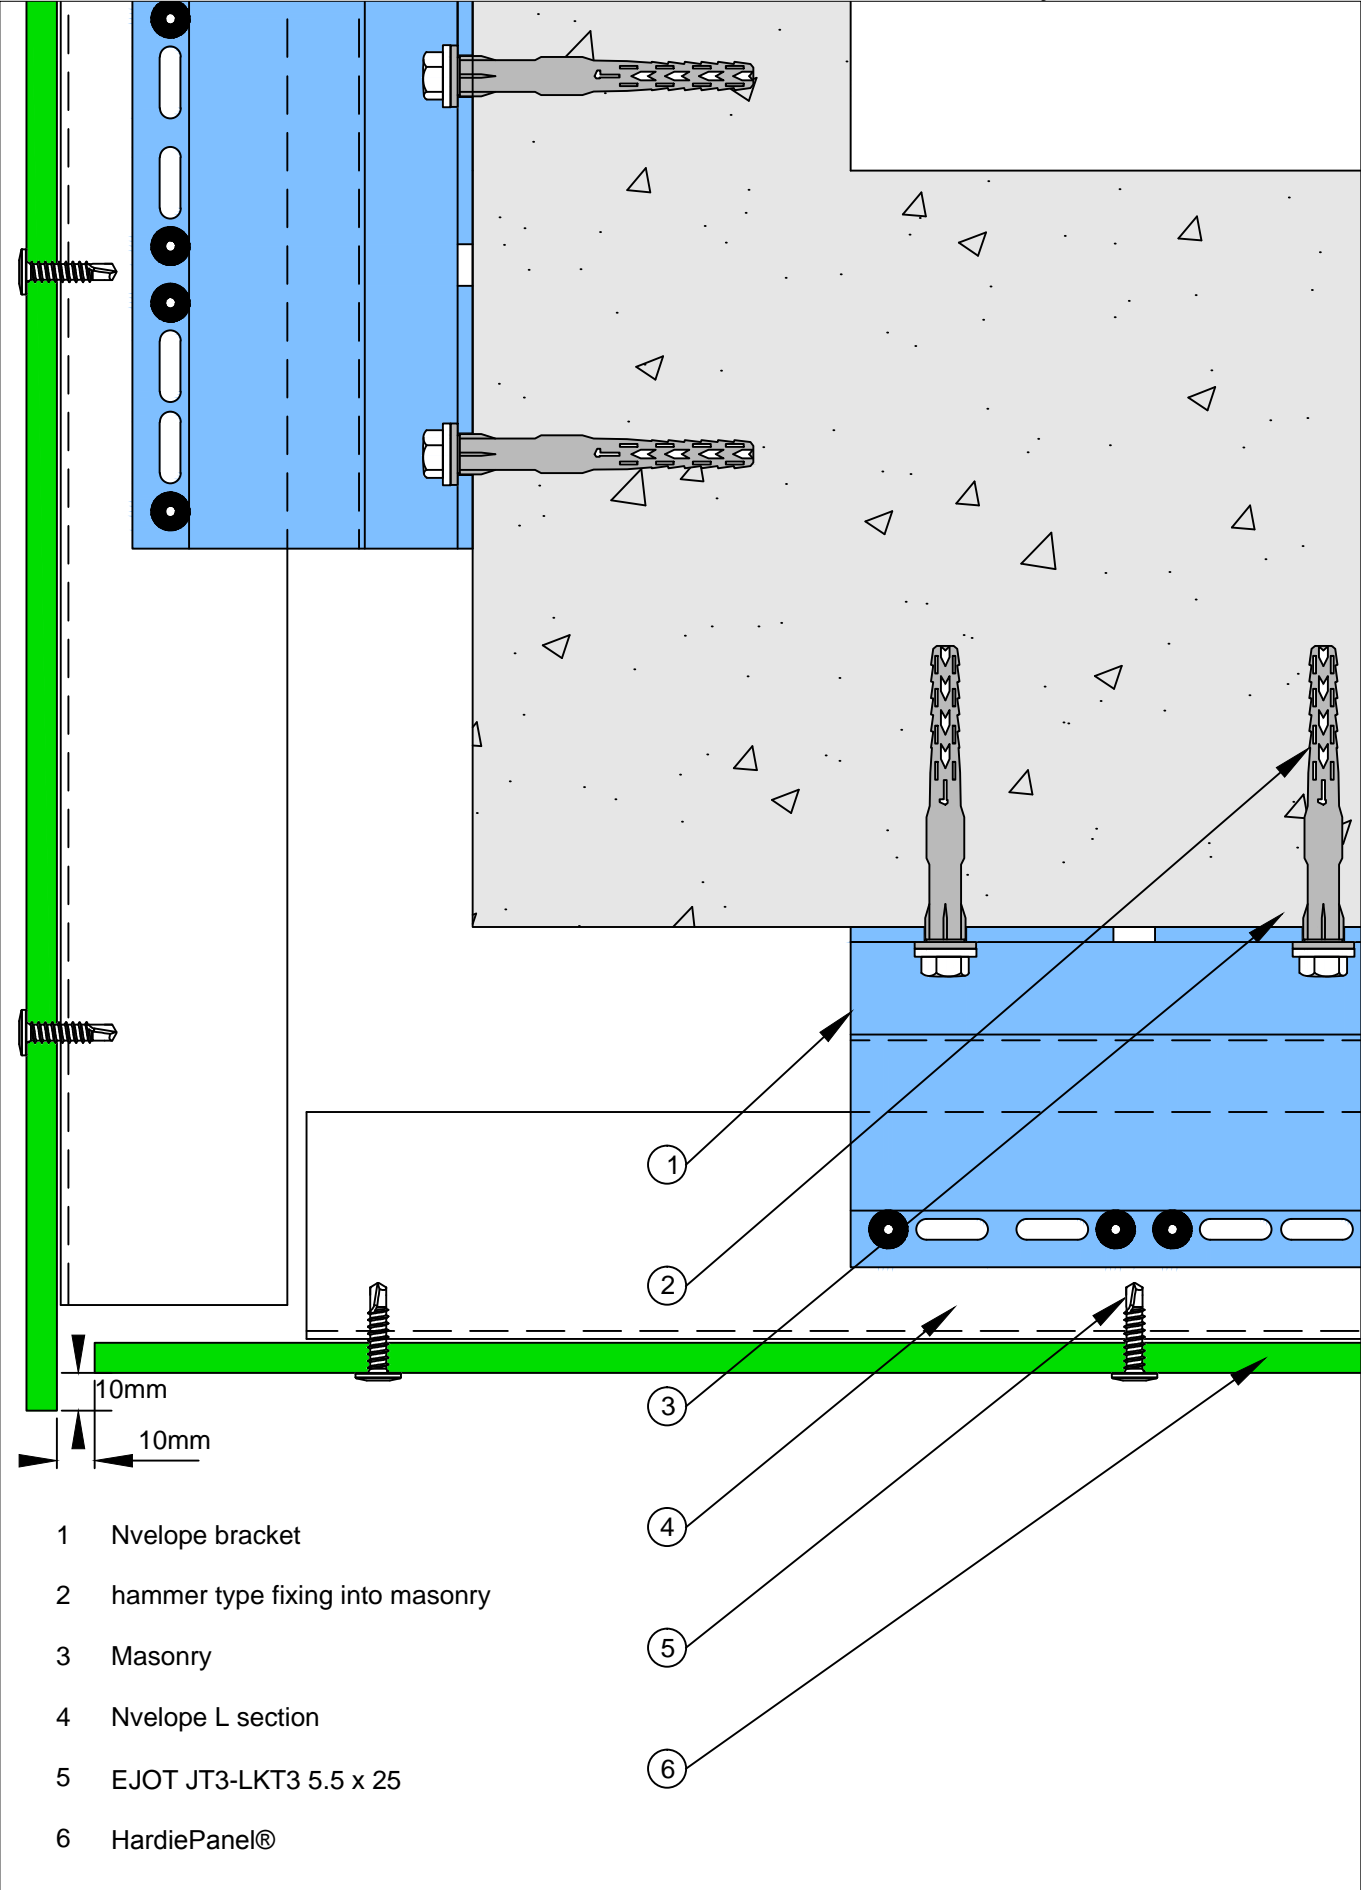 1
2
10mm
3
10mm
4
1 Nvelope bracket
2 hammer type fixing into masonry
5
3 Masonry
4 Nvelope L section
6
5 EJOT JT3-LKT3 5.5 x 25
6 HardiePanel®